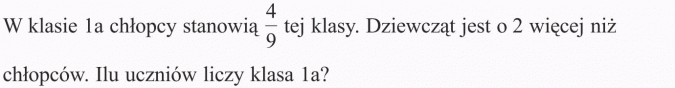 W klasie 1a chłopcy stanowią 4/9 tej klasy. Dziewcząt jest o 2 więcej niż
chłopców. Ilu uczniów liczy klasa 1a?